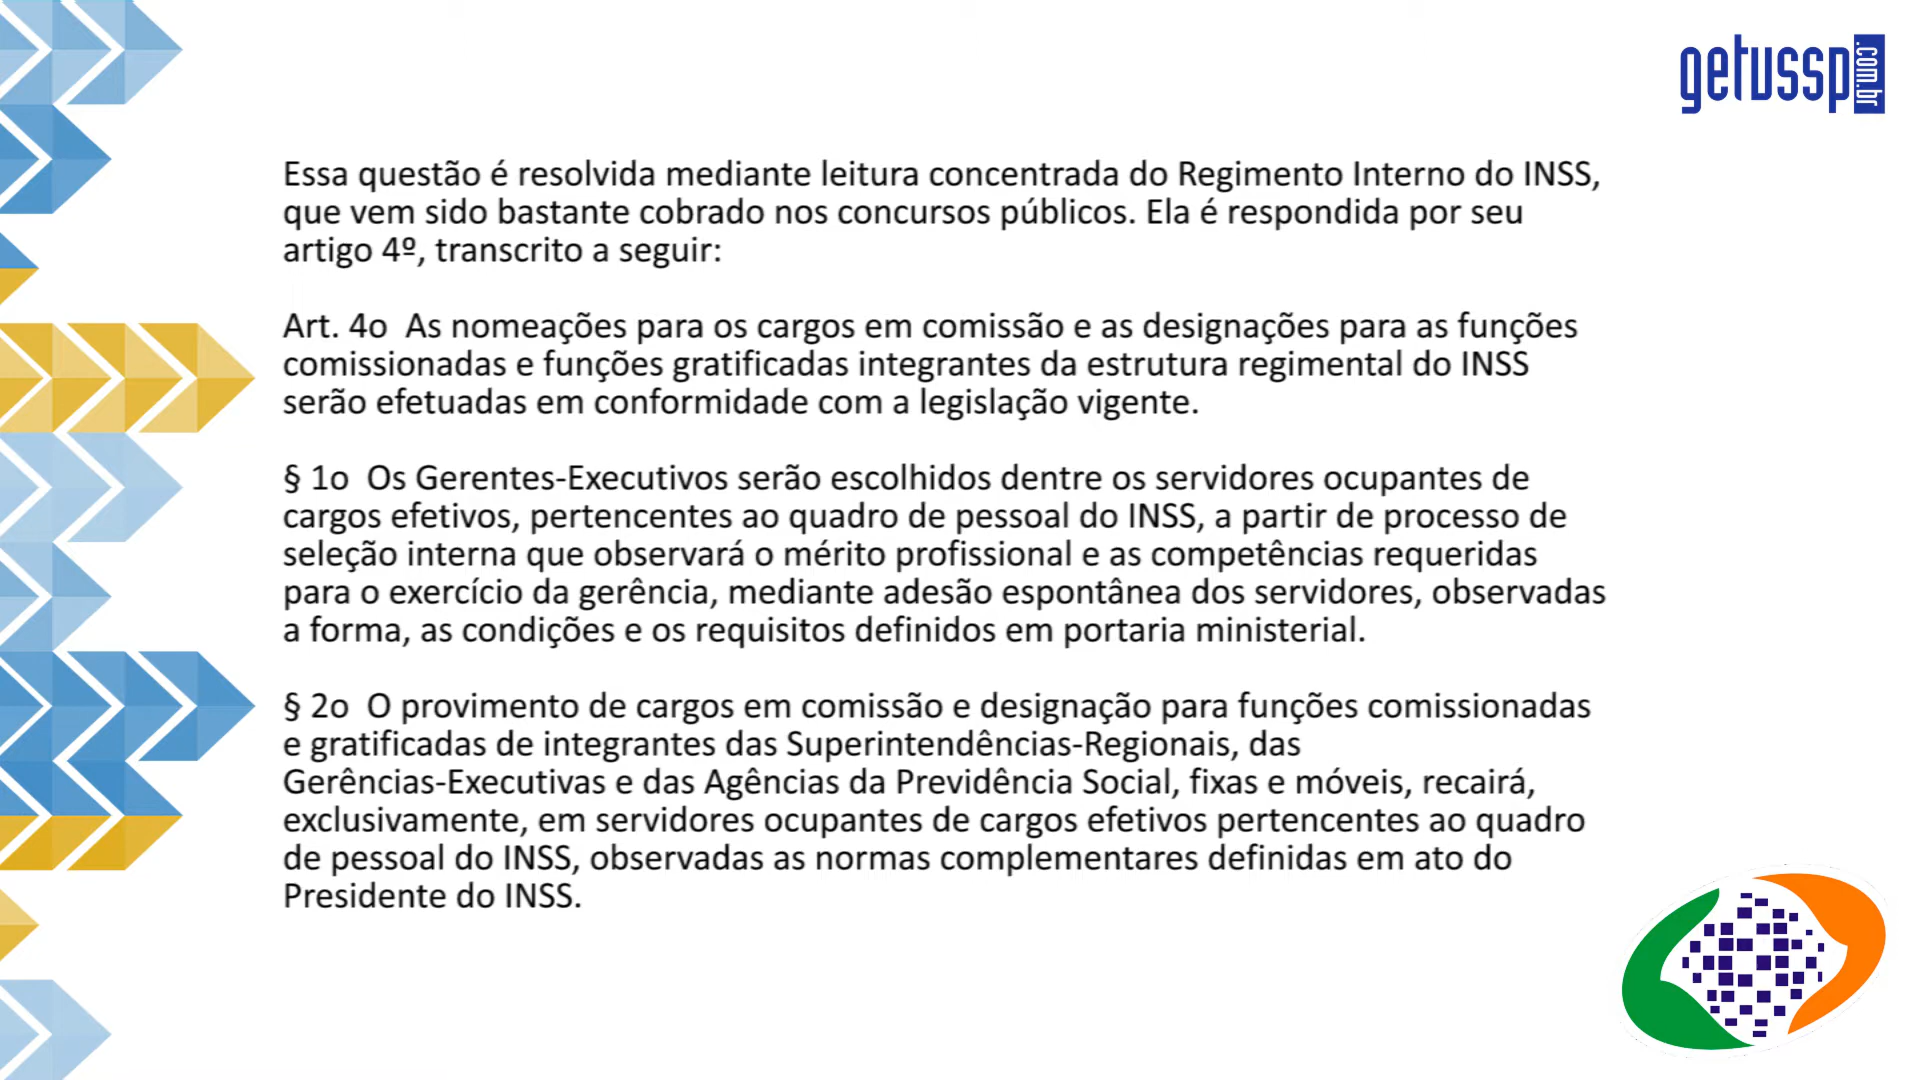 getussp.com.br
Essa questão é resolvida mediante leitura concentrada do Regimento Interno do INSS,
que vem sido bastante cobrado nos concursos públicos. Ela é respondida por seu
artigo 4º, transcrito a seguir:
Art. 4o  As nomeações para os cargos em comissão e as designações para as funções
comissionadas e funções gratificadas integrantes da estrutura regimental do INSS
serão efetuadas em conformidade com a legislação vigente.
§ 1o  Os Gerentes-Executivos serão escolhidos dentre os servidores ocupantes de
cargos efetivos, pertencentes ao quadro de pessoal do INSS, a partir de processo de
seleção interna que observará o mérito profissional e as competências requeridas
para o exercício da gerência, mediante adesão espontânea dos servidores, observadas
a forma, as condições e os requisitos definidos em portaria ministerial.
§ 2o  O provimento de cargos em comissão e designação para funções comissionadas
e gratificadas de integrantes das Superintendências-Regionais, das
Gerências-Executivas e das Agências da Previdência Social, fixas e móveis, recairá,
exclusivamente, em servidores ocupantes de cargos efetivos pertencentes ao quadro
de pessoal do INSS, observadas as normas complementares definidas em ato do
Presidente do INSS.